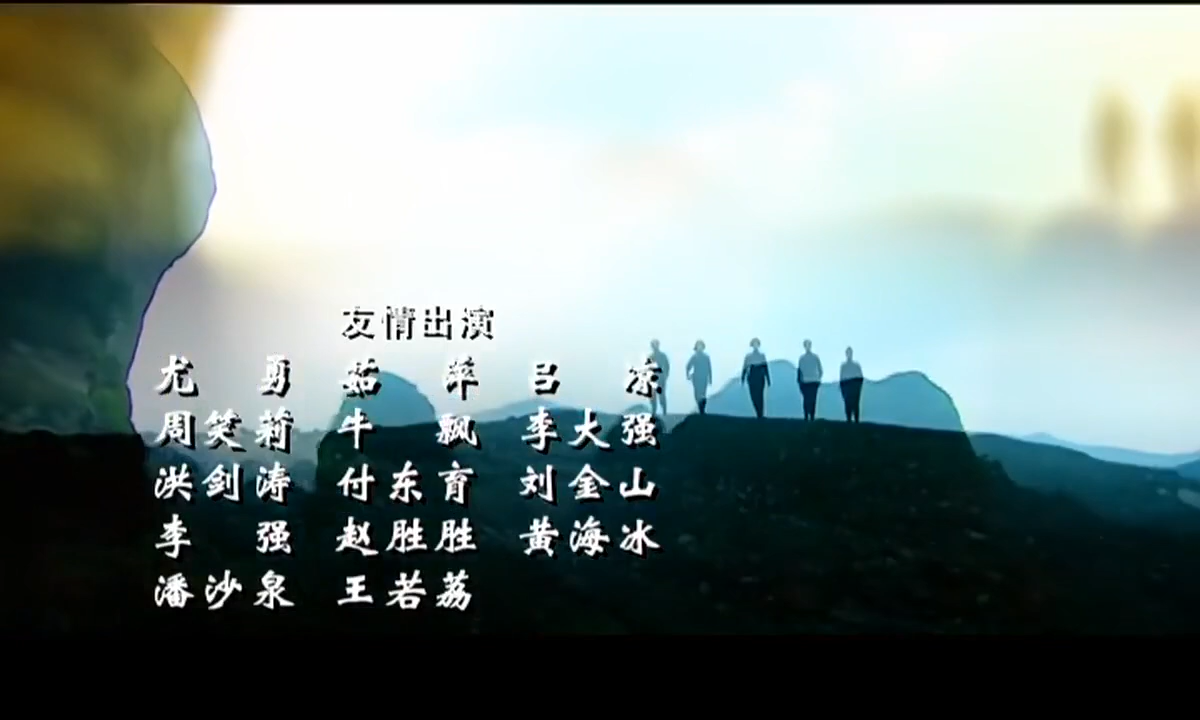 友情出演
尤勇 茹萍 吕凉
周笑莉 牛飘 李大强
洪剑涛 付东育 刘金山
李强 赵胜胜 黄海冰
潘沙泉 王若荔